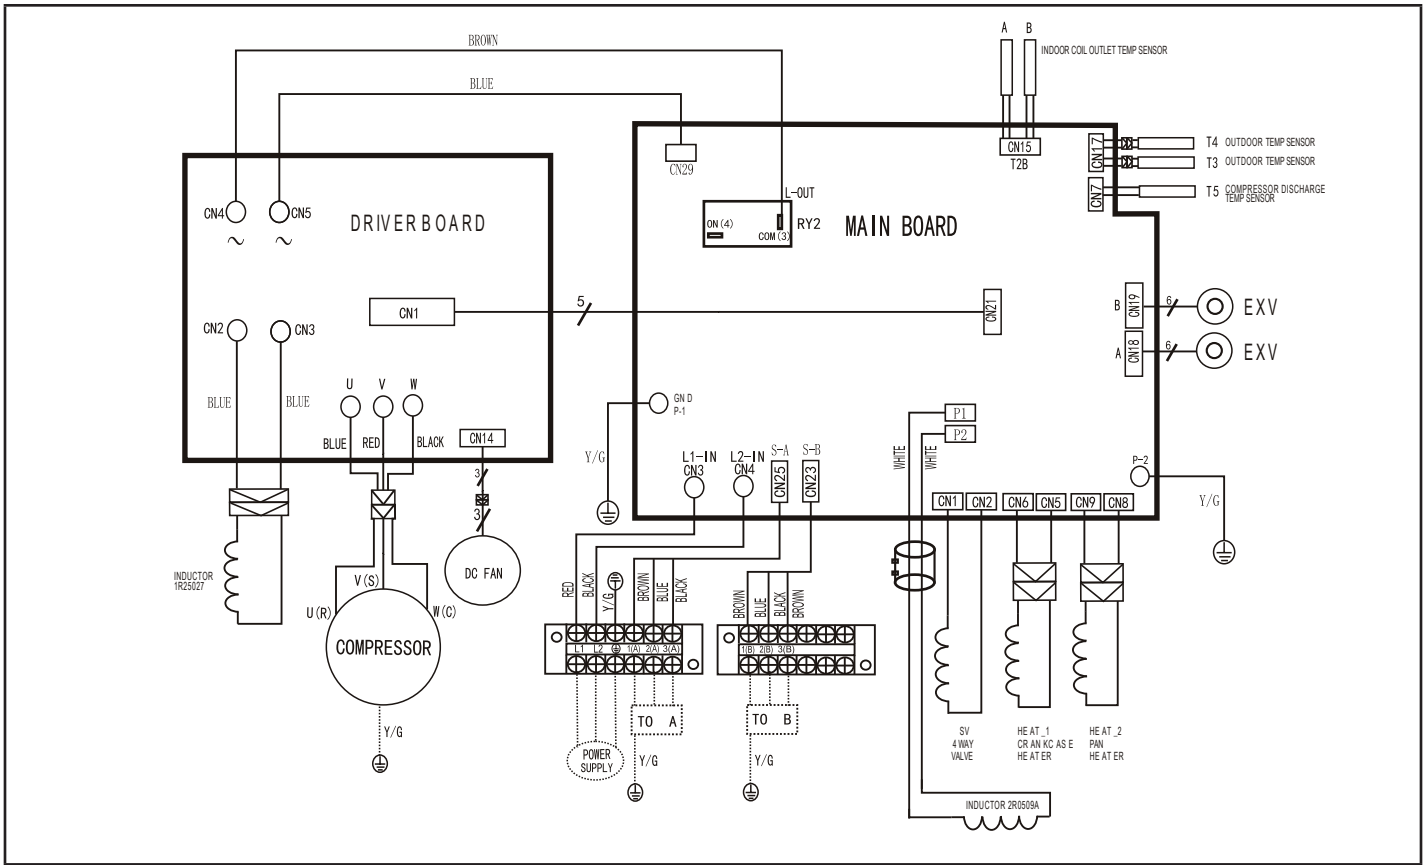 BROWN
BLUE
A B
INDOOR COIL OUTLET TEMP SENSOR
CN15
T2B
CN17
T4 OUTDOOR TEMP SENSOR
T3 OUTDOOR TEMP SENSOR
CN7
T5 COMPRESSOR DISCHARGE
TEMP SENSOR
CN29
L-OUT
ON(4)
COM(3)
RY2
MAIN BOARD
DRIVERBOARD
CN4
CN5
~ ~
CN1
5
CN21
B
CN19
6
EXV
A
CN18
6
EXV
CN2
CN3
BLUE
BLUE
U V W
BLUE
RED
BLACK
CN14
3
3
DC FAN
GND
P-1
Y/G
L1-IN
CN3
L2-IN
CN4
S-A
CN25
S-B
CN23
P1
P2
WHITE
WHITE
P-2
Y/G
CN1
CN2
CN6
CN5
CN9
CN8
INDUCTOR
1R25027
V(S)
U(R)
W(C)
COMPRESSOR
Y/G
RED
BLACK
Y/G
BROWN
BLUE
BLACK
L1 L2 1(A) 2(A) 3(A)
BROWN
BLUE
BLACK
BROWN
1(B) 2(B) 3(B)
TO A
TO B
POWER
SUPPLY
Y/G
Y/G
SV
4 WAY
VALVE
HEAT_1
CRANKCASE
HEATER
HEAT_2
PAN
HEATER
INDUCTOR 2R0509A